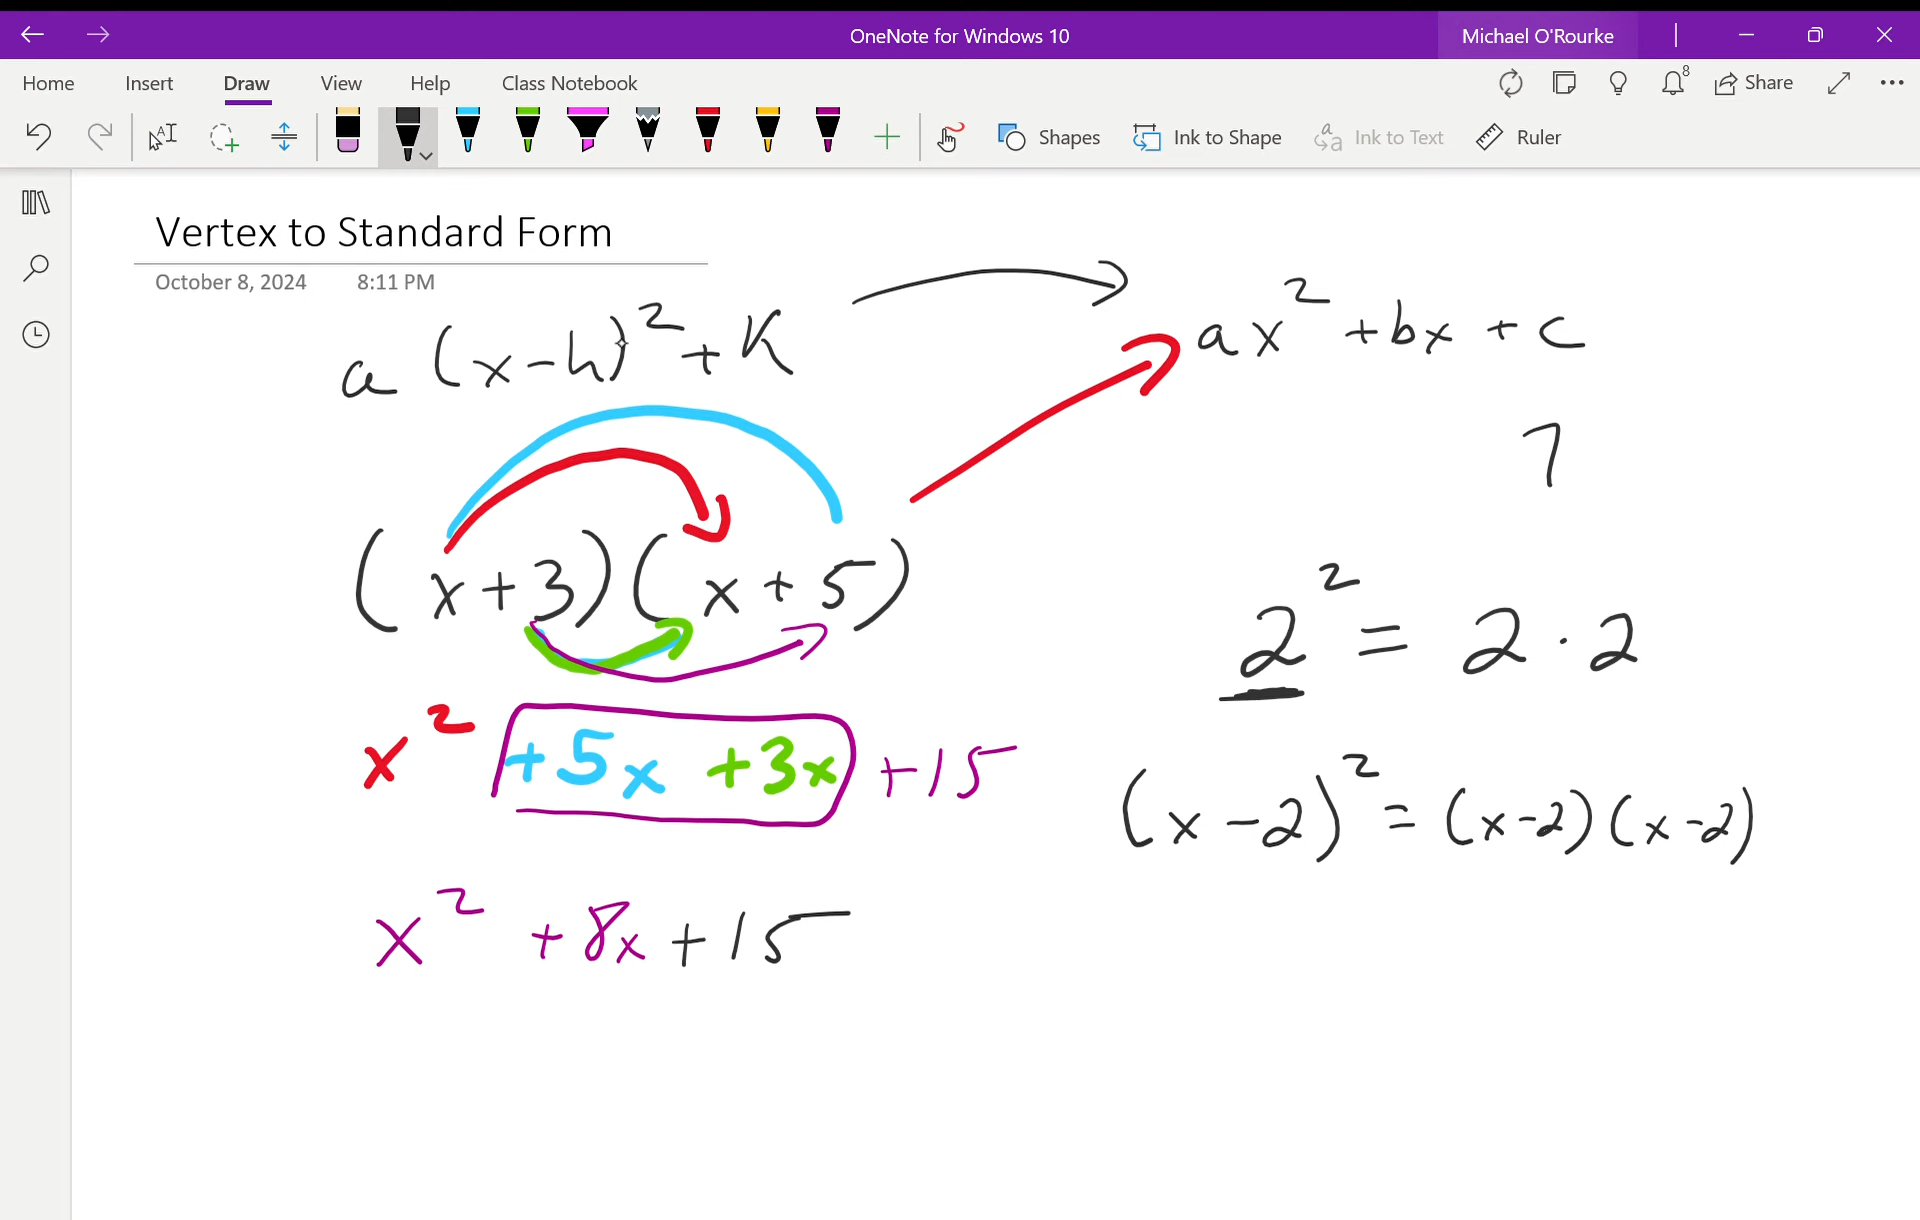 OneNote for Windows 10
Michael O'Rourke
Home Insert Draw View Help Class Notebook
8
Share
Shapes Ink to Shape Ink to Text Ruler
Vertex to Standard Form
October 8, 2024 8:11 PM
a (x-h)² + K
ax² + bx + c
7
(x+3)(x+5)
2² = 2 · 2
x² +5x +3x +15
(x-2)² = (x-2)(x-2)
x² + 8x + 15